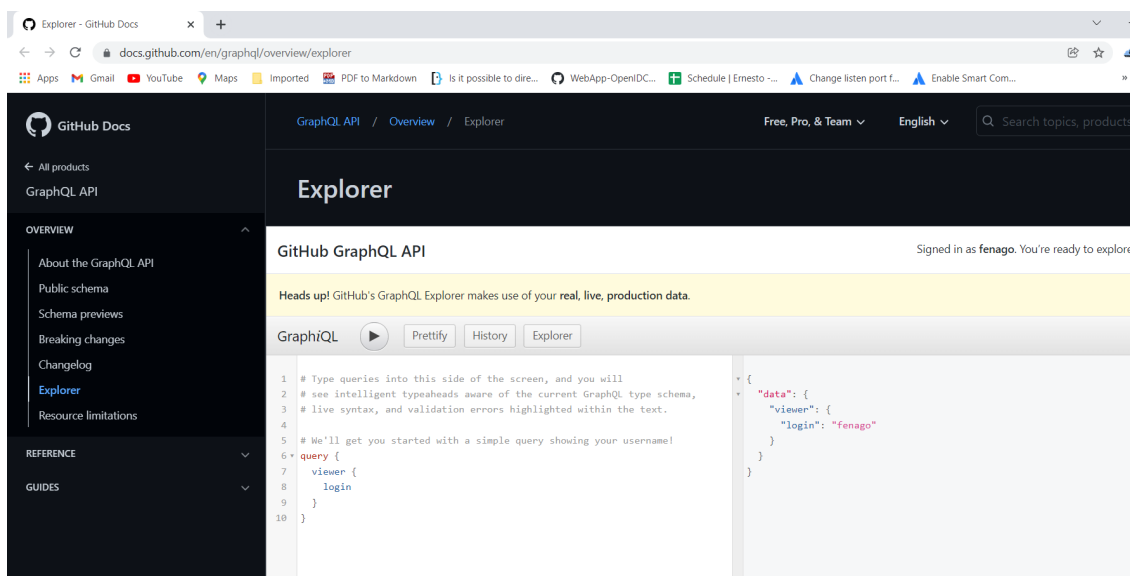 Explorer - GitHub Docs
docs.github.com/en/graphql/overview/explorer
Apps Gmail YouTube Maps Imported PDF to Markdown Is it possible to dire... WebApp-OpenIDC... Schedule | Ernesto -... Change listen port f... Enable Smart Com... »
GitHub Docs
GraphQL API / Overview / Explorer
Free, Pro, & Team
English
Search topics, products
← All products
GraphQL API
Explorer
OVERVIEW
About the GraphQL API
Public schema
Schema previews
Breaking changes
Changelog
Explorer
Resource limitations
REFERENCE
GUIDES
GitHub GraphQL API
Signed in as fenago. You're ready to explore
Heads up! GitHub's GraphQL Explorer makes use of your real, live, production data.
GraphiQL Prettify History Explorer
1 # Type queries into this side of the screen, and you will
2 # see intelligent typeaheads aware of the current GraphQL type schema,
3 # live syntax, and validation errors highlighted within the text.
4
5 # We'll get you started with a simple query showing your username!
6 query {
7 viewer {
8 login
9 }
10 }
{
"data": {
"viewer": {
"login": "fenago"
}
}
}